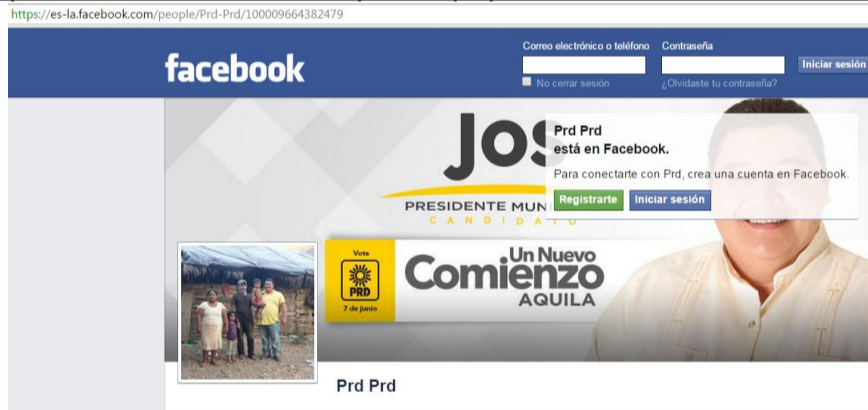 https://es-la.facebook.com/people/Prd-Prd/100009664382479
facebook
Correo electrónico o teléfono
Contraseña
Iniciar sesión
No cerrar sesión
¿Olvidaste tu contraseña?
JOS
Prd Prd
está en Facebook.
Para conectarte con Prd, crea una cuenta en Facebook.
Registrarte
Iniciar sesión
PRESIDENTE MUN
CANDIDATO
Vota
PRD
7 de junio
Un Nuevo
Comienzo
AQUILA
Prd Prd